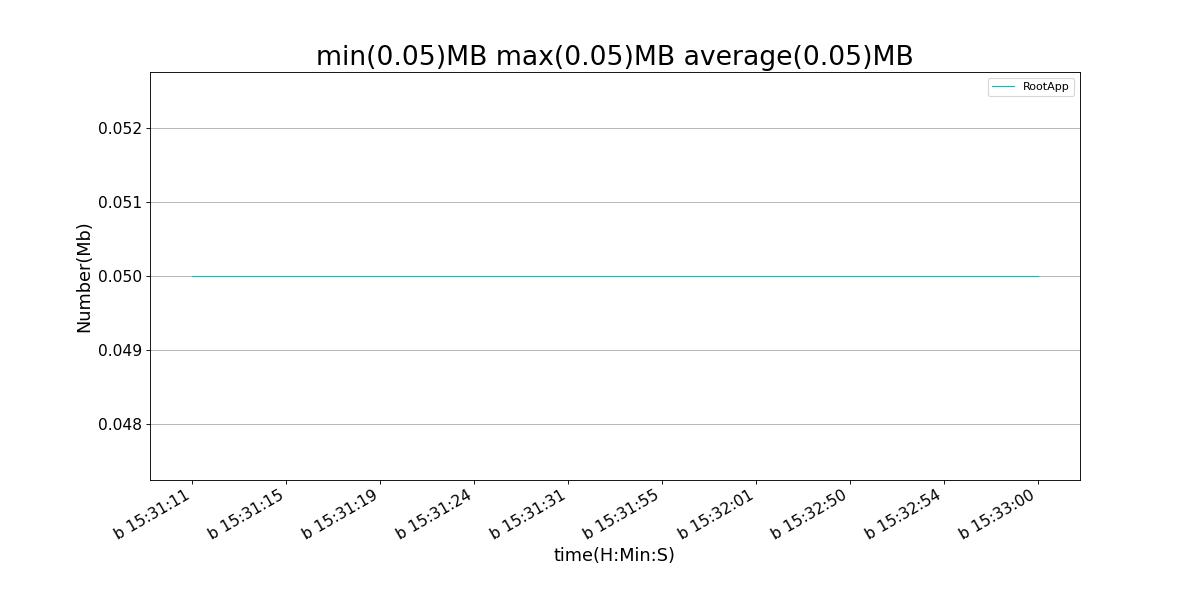 min(0.05)MB max(0.05)MB average(0.05)MB
RootApp
0.052
0.051
0.050
0.049
0.048
Number(Mb)
b 15:31:11
b 15:31:15
b 15:31:19
b 15:31:24
b 15:31:31
b 15:31:55
b 15:32:01
b 15:32:50
b 15:32:54
b 15:33:00
time(H:Min:S)